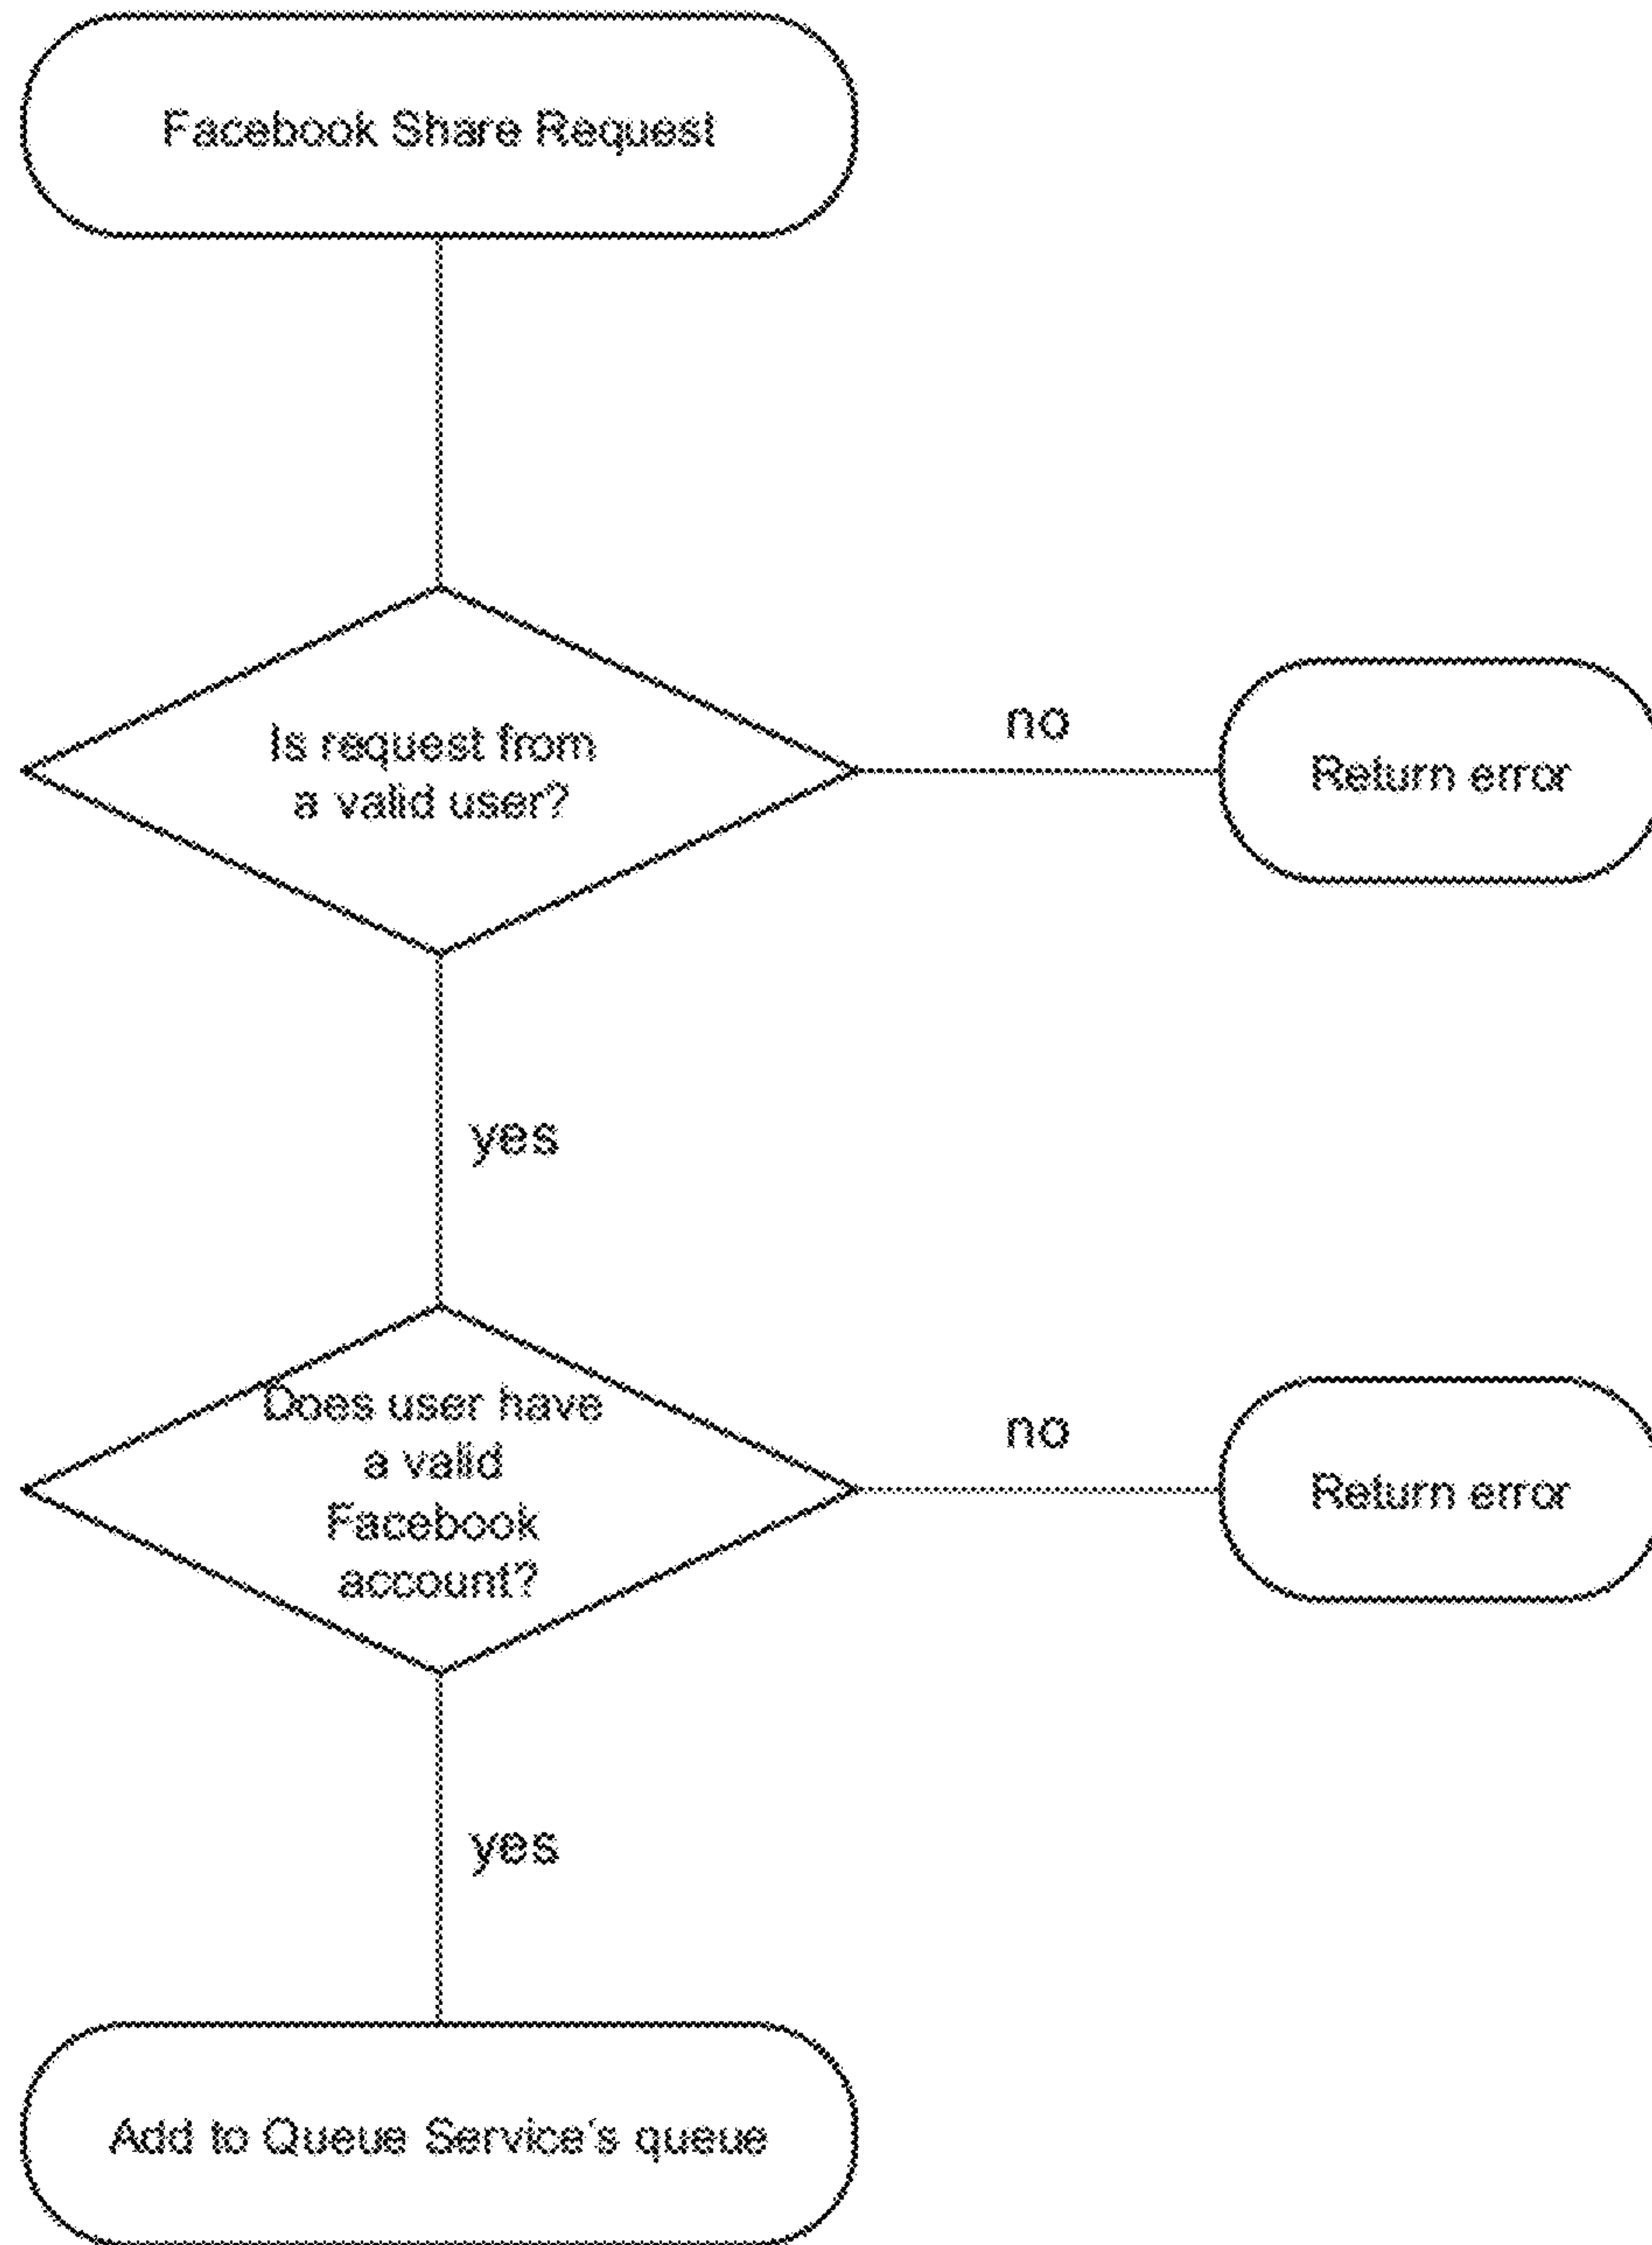 Facebook Share Request
Is request from
a valid user?
no
Return error
yes
Does user have
a valid
Facebook
account?
no
Return error
yes
Add to Queue Service's queue